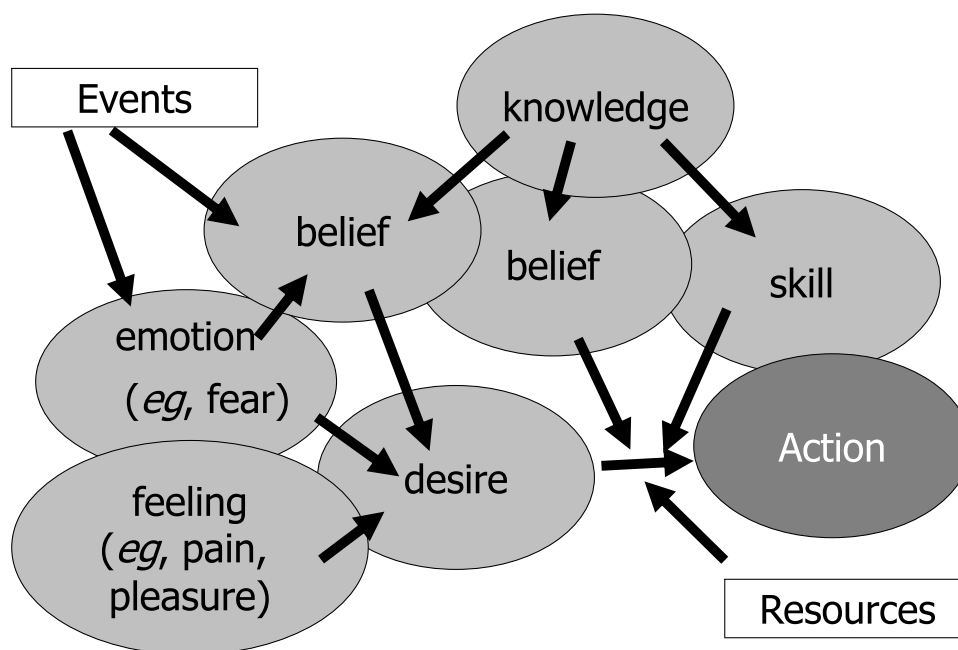 Events
knowledge
belief
belief
skill
emotion
(eg, fear)
Action
desire
feeling
(eg, pain,
pleasure)
Resources